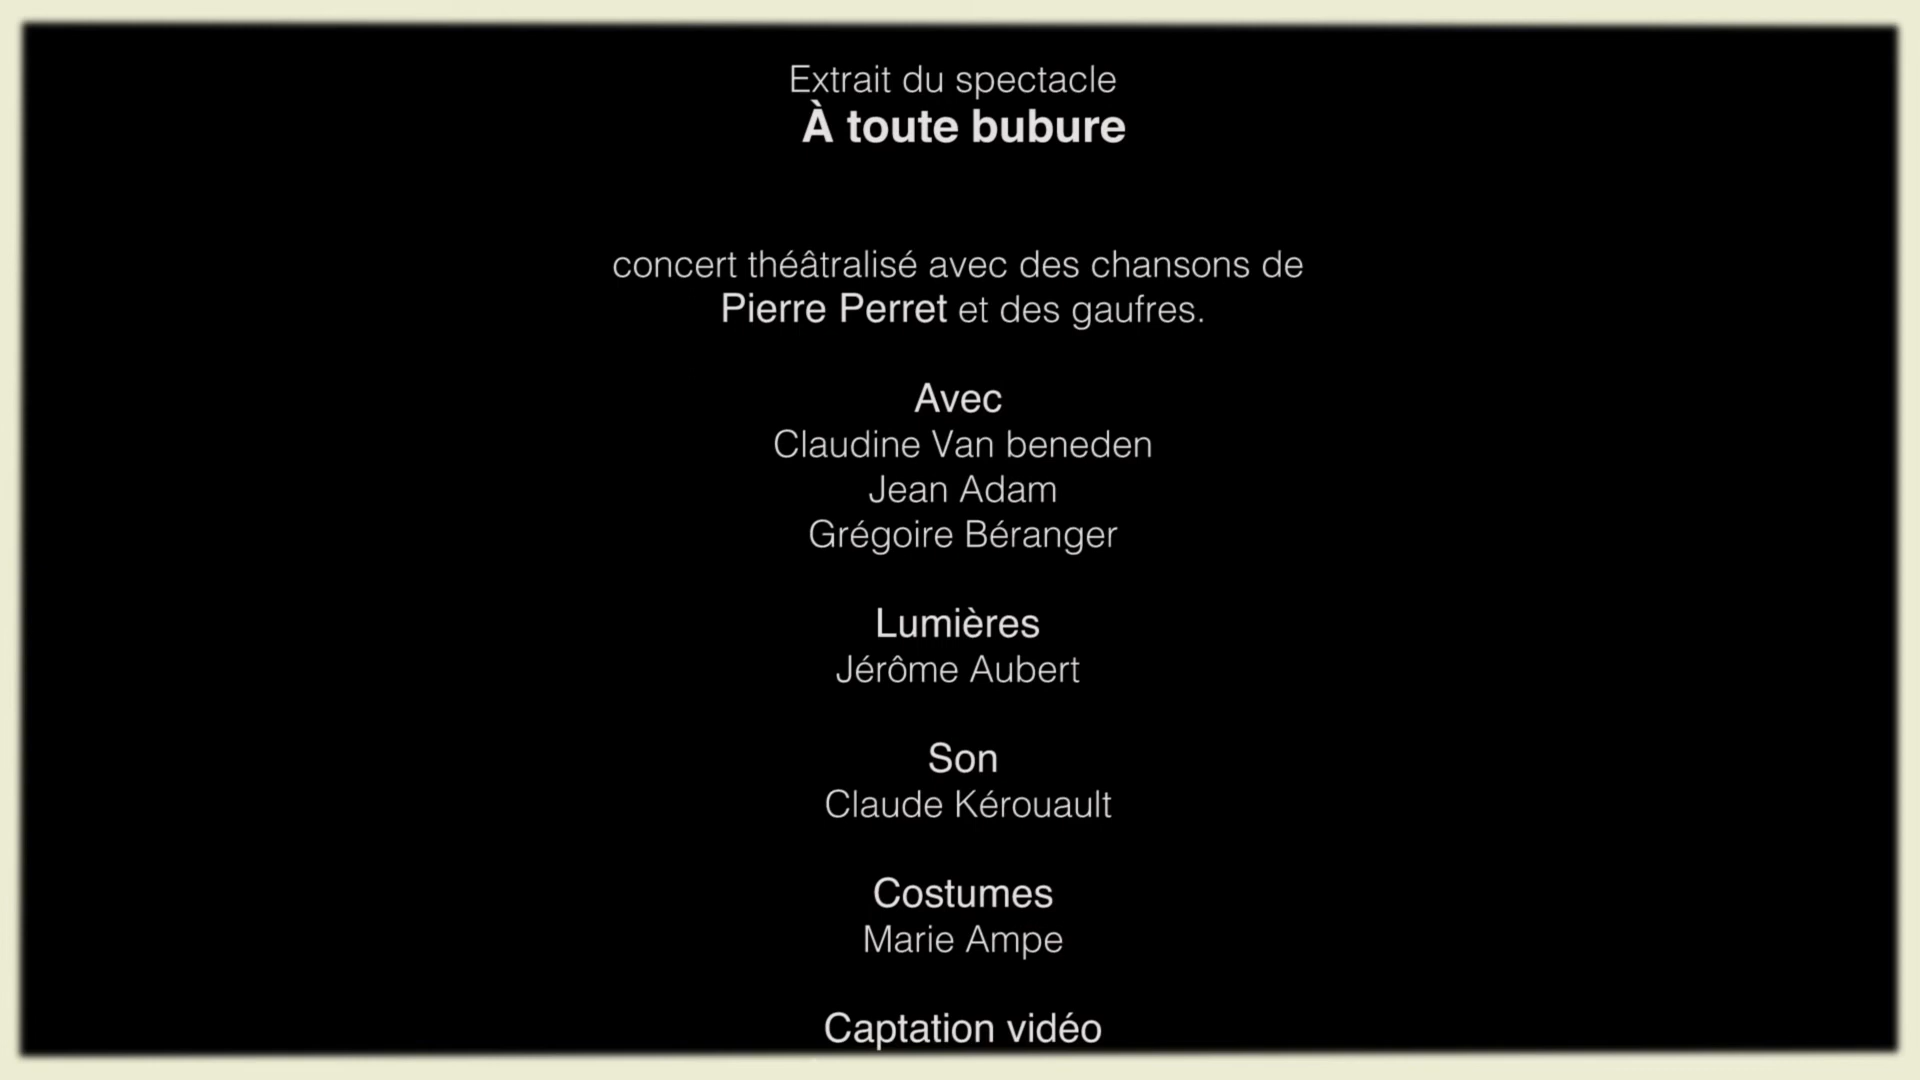 Extrait du spectacle
À toute bubure
concert théâtralisé avec des chansons de
Pierre Perret et des gaufres.
Avec
Claudine Van beneden
Jean Adam
Grégoire Béranger
Lumières
Jérôme Aubert
Son
Claude Kérouault
Costumes
Marie Ampe
Captation vidéo